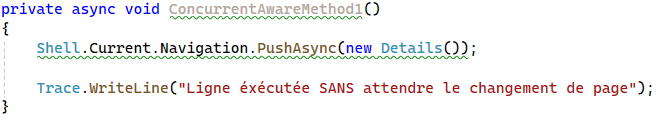 private async void ConcurrentAwareMethod1()
{
Shell.Current.Navigation.PushAsync(new Details());
Trace.WriteLine("Ligne éxécutée SANS attendre le changement de page");
}